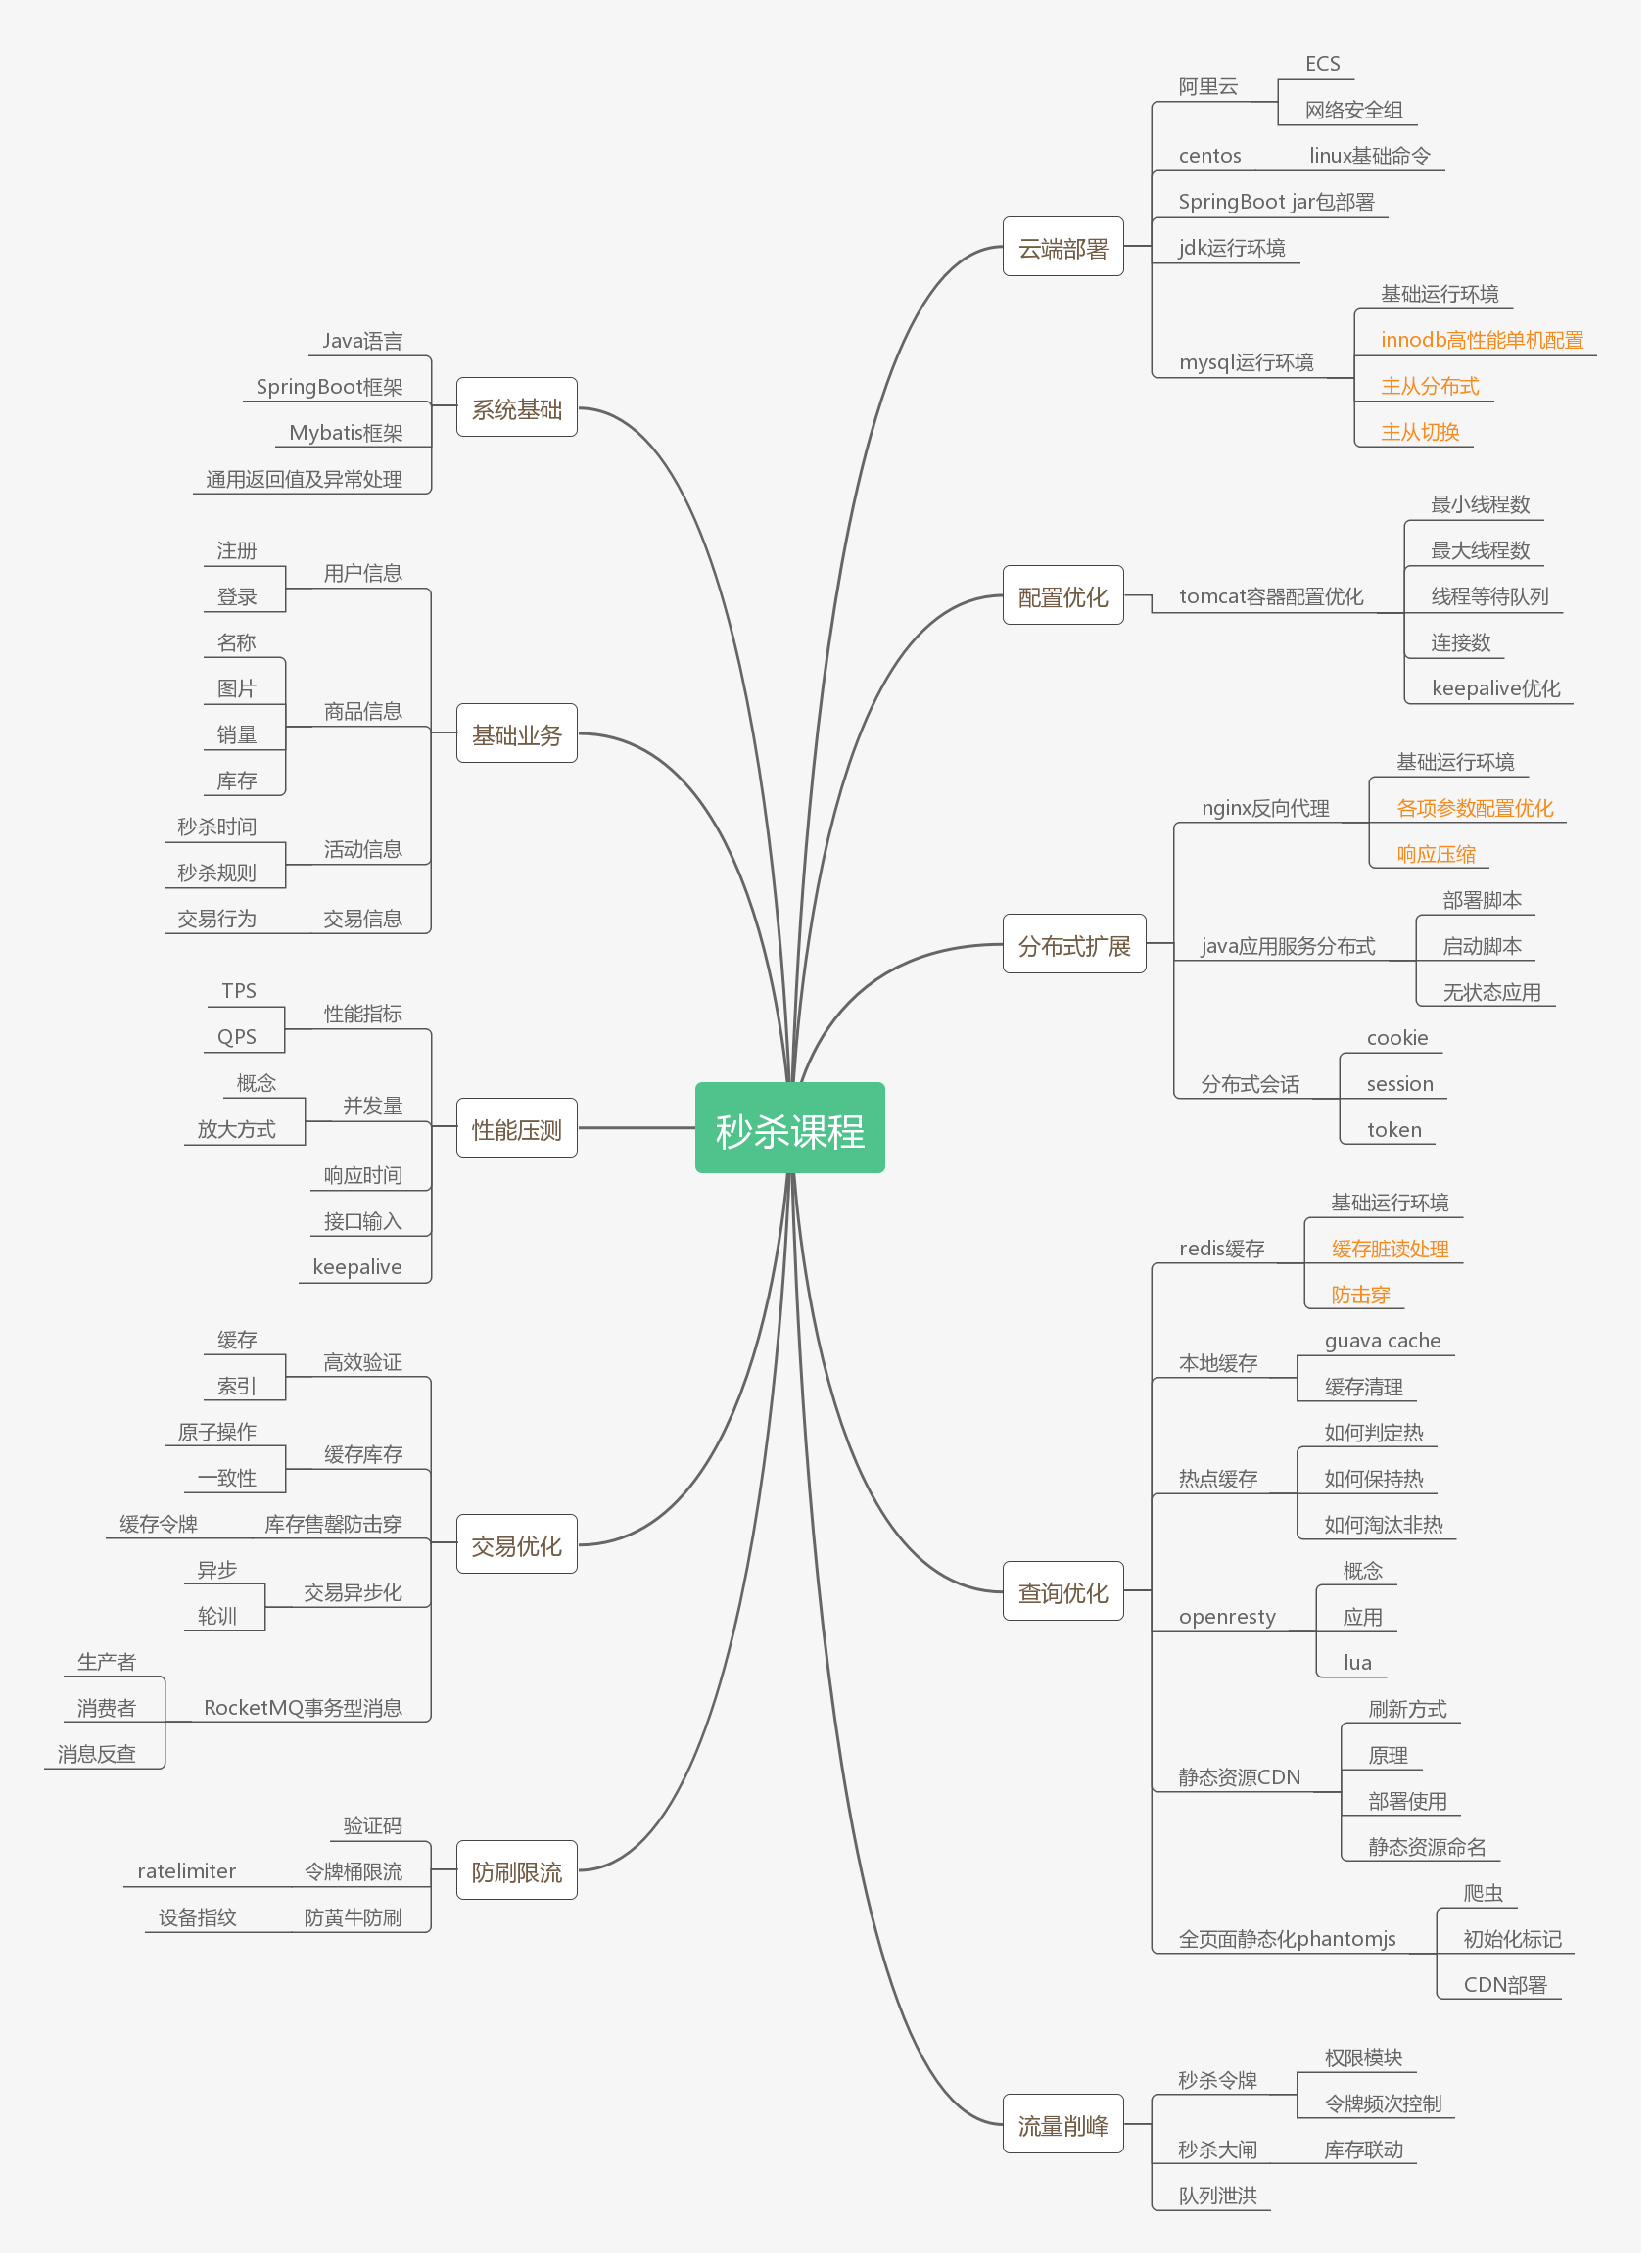 秒杀课程
云端部署
阿里云
ECS
网络安全组
centos
linux基础命令
SpringBoot jar包部署
jdk运行环境
mysql运行环境
基础运行环境
innodb高性能单机配置
主从分布式
主从切换
配置优化
tomcat容器配置优化
最小线程数
最大线程数
线程等待队列
连接数
keepalive优化
分布式扩展
nginx反向代理
基础运行环境
各项参数配置优化
响应压缩
java应用服务分布式
部署脚本
启动脚本
无状态应用
分布式会话
cookie
session
token
查询优化
redis缓存
基础运行环境
缓存脏读处理
防击穿
本地缓存
guava cache
缓存清理
热点缓存
如何判定热
如何保持热
如何淘汰非热
openresty
概念
应用
lua
静态资源CDN
刷新方式
原理
部署使用
静态资源命名
全页面静态化phantomjs
爬虫
初始化标记
CDN部署
流量削峰
秒杀令牌
权限模块
令牌频次控制
秒杀大闸
库存联动
队列泄洪
系统基础
Java语言
SpringBoot框架
Mybatis框架
通用返回值及异常处理
基础业务
用户信息
注册
登录
商品信息
名称
图片
销量
库存
活动信息
秒杀时间
秒杀规则
交易信息
交易行为
性能压测
性能指标
TPS
QPS
并发量
概念
放大方式
响应时间
接口输入
keepalive
交易优化
高效验证
缓存
索引
缓存库存
原子操作
一致性
库存售罄防击穿
缓存令牌
交易异步化
异步
轮训
RocketMQ事务型消息
生产者
消费者
消息反查
防刷限流
验证码
令牌桶限流
ratelimiter
防黄牛防刷
设备指纹